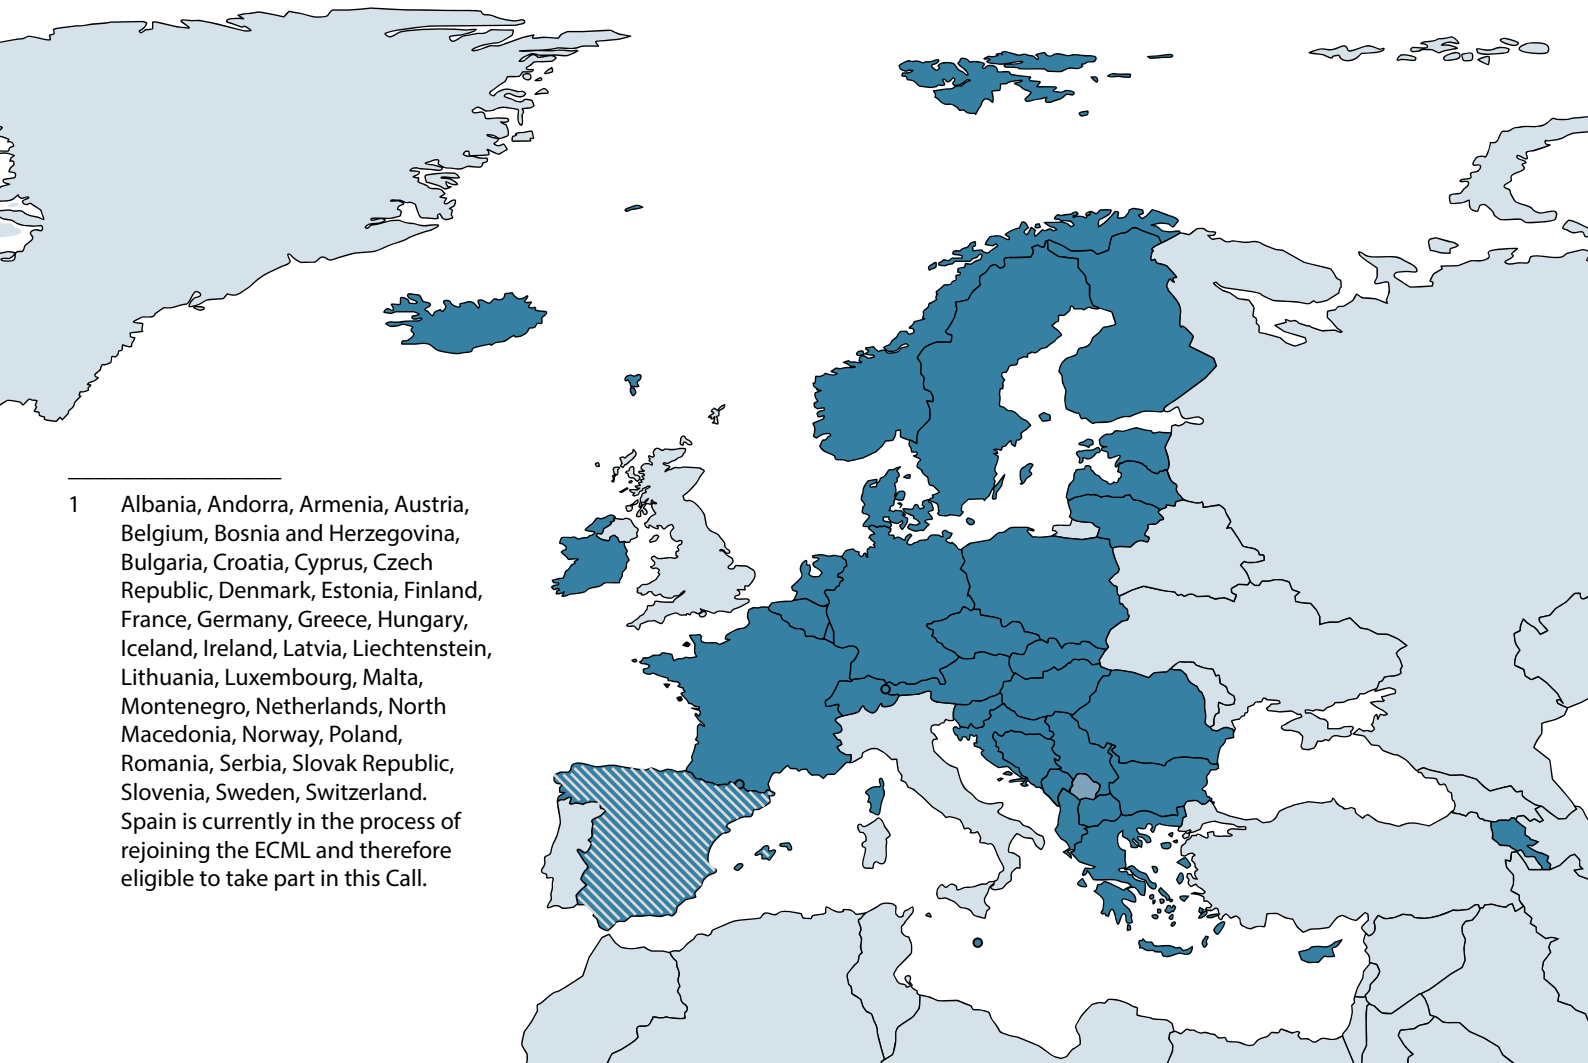 1 Albania, Andorra, Armenia, Austria,
Belgium, Bosnia and Herzegovina,
Bulgaria, Croatia, Cyprus, Czech
Republic, Denmark, Estonia, Finland,
France, Germany, Greece, Hungary,
Iceland, Ireland, Latvia, Liechtenstein,
Lithuania, Luxembourg, Malta,
Montenegro, Netherlands, North
Macedonia, Norway, Poland,
Romania, Serbia, Slovak Republic,
Slovenia, Sweden, Switzerland.
Spain is currently in the process of
rejoining the ECML and therefore
eligible to take part in this Call.